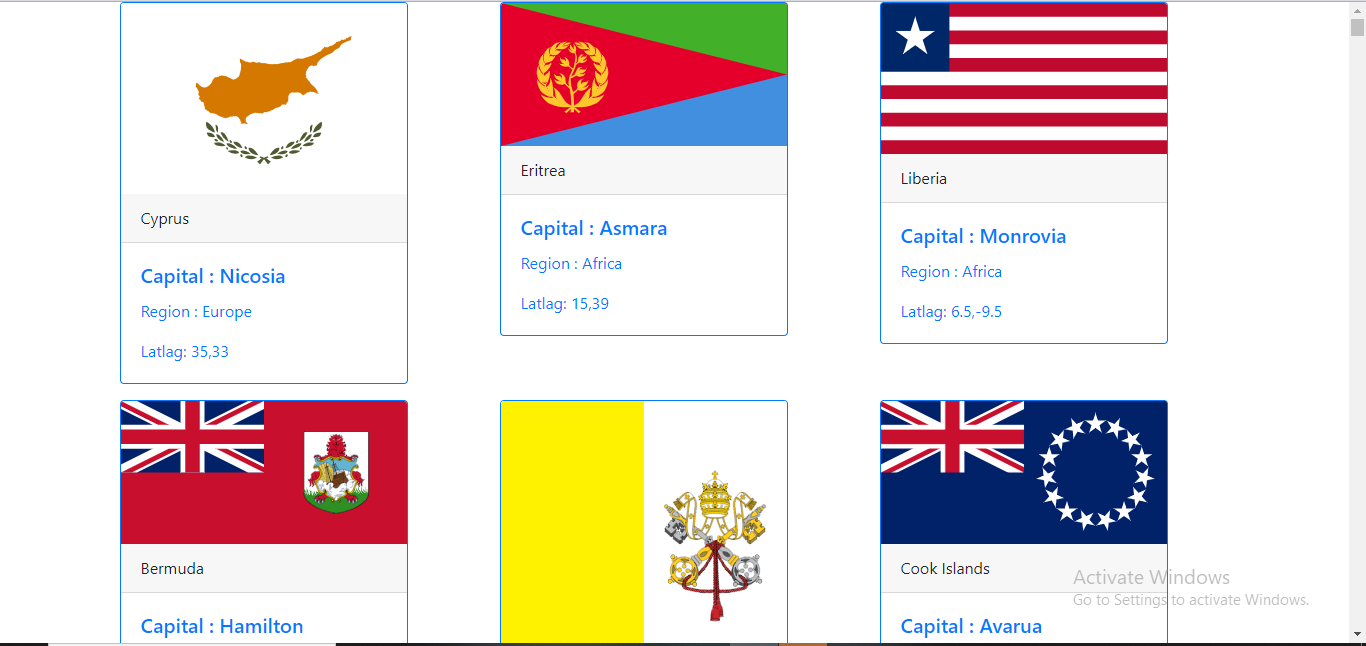 Cyprus
Capital : Nicosia
Region : Europe
Latlag: 35,33
Eritrea
Capital : Asmara
Region : Africa
Latlag: 15,39
Liberia
Capital : Monrovia
Region : Africa
Latlag: 6.5,-9.5
Bermuda
Capital : Hamilton
Cook Islands
Capital : Avarua
Activate Windows
Go to Settings to activate Windows.